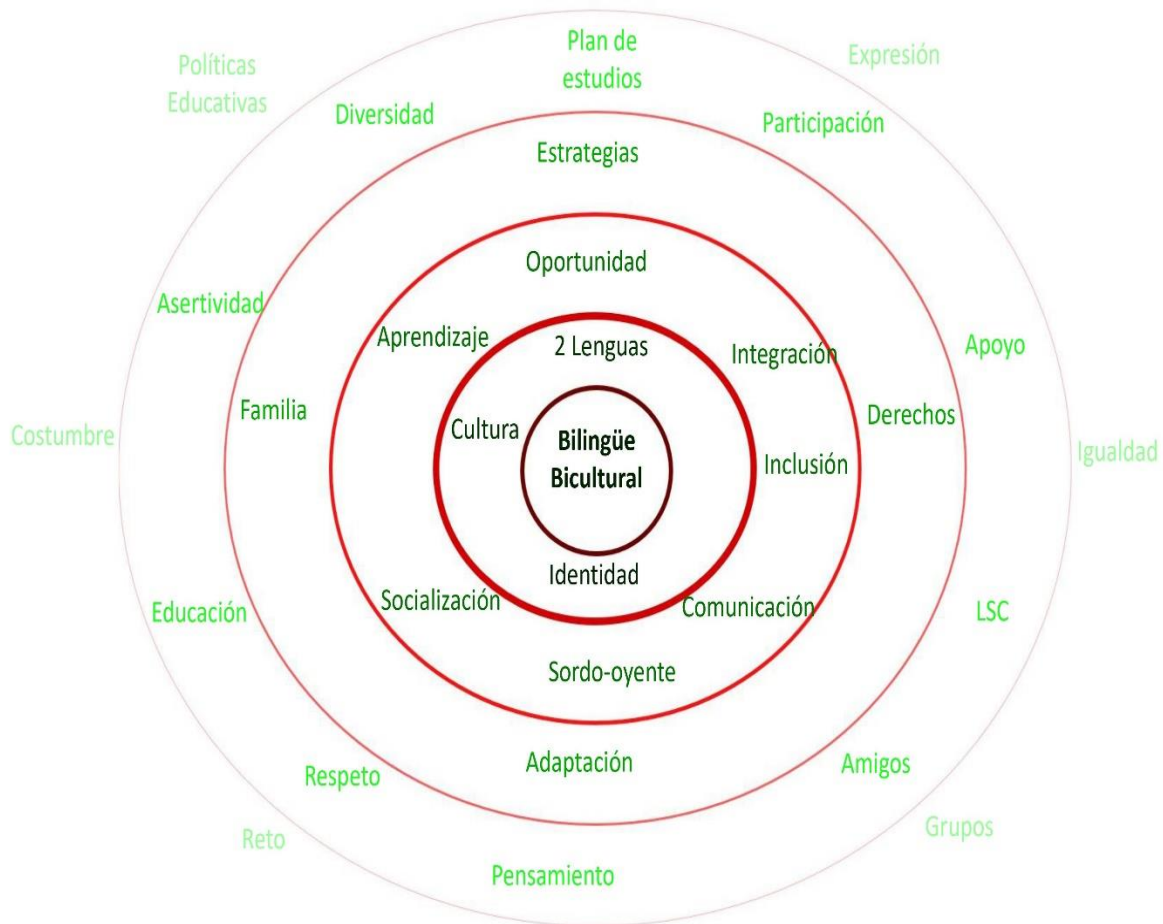 Plan de
estudios
Expresión
Políticas
Educativas
Diversidad
Participación
Estrategias
Oportunidad
Asertividad
Aprendizaje
2 Lenguas
Integración
Apoyo
Familia
Derechos
Costumbre
Cultura
Bilingüe
Bicultural
Inclusión
Igualdad
Identidad
Socialización
Comunicación
Educación
LSC
Sordo-oyente
Adaptación
Respeto
Amigos
Reto
Grupos
Pensamiento